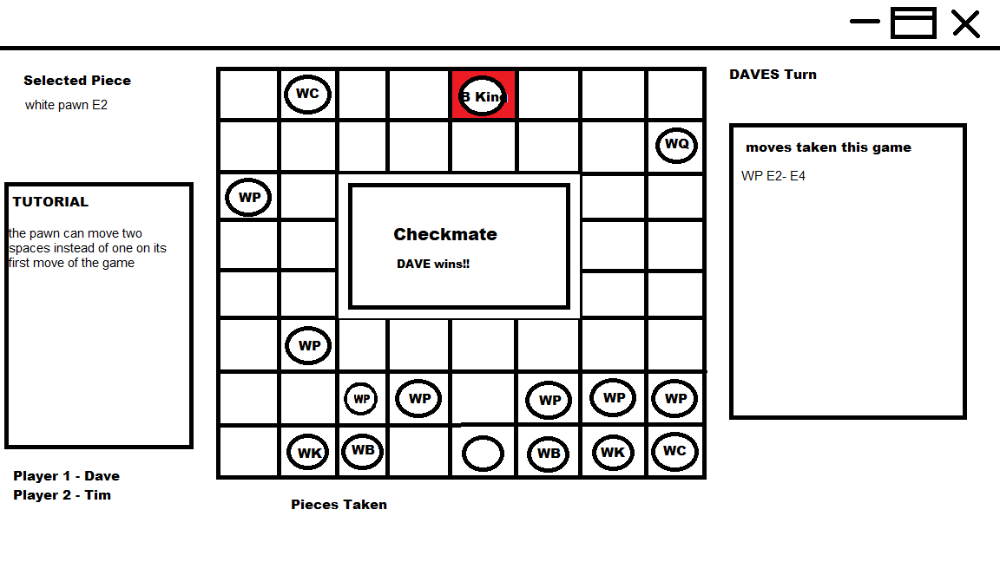 Selected Piece
white pawn E2
DAVES Turn
WC
B King
WQ
moves taken this game
WP E2- E4
WP
TUTORIAL
the pawn can move two
spaces instead of one on its
first move of the game
Checkmate
DAVE wins!!
WP
WP
WP
WP
WP
WP
WK
WB
WB
WK
WC
Player 1 - Dave
Player 2 - Tim
Pieces Taken